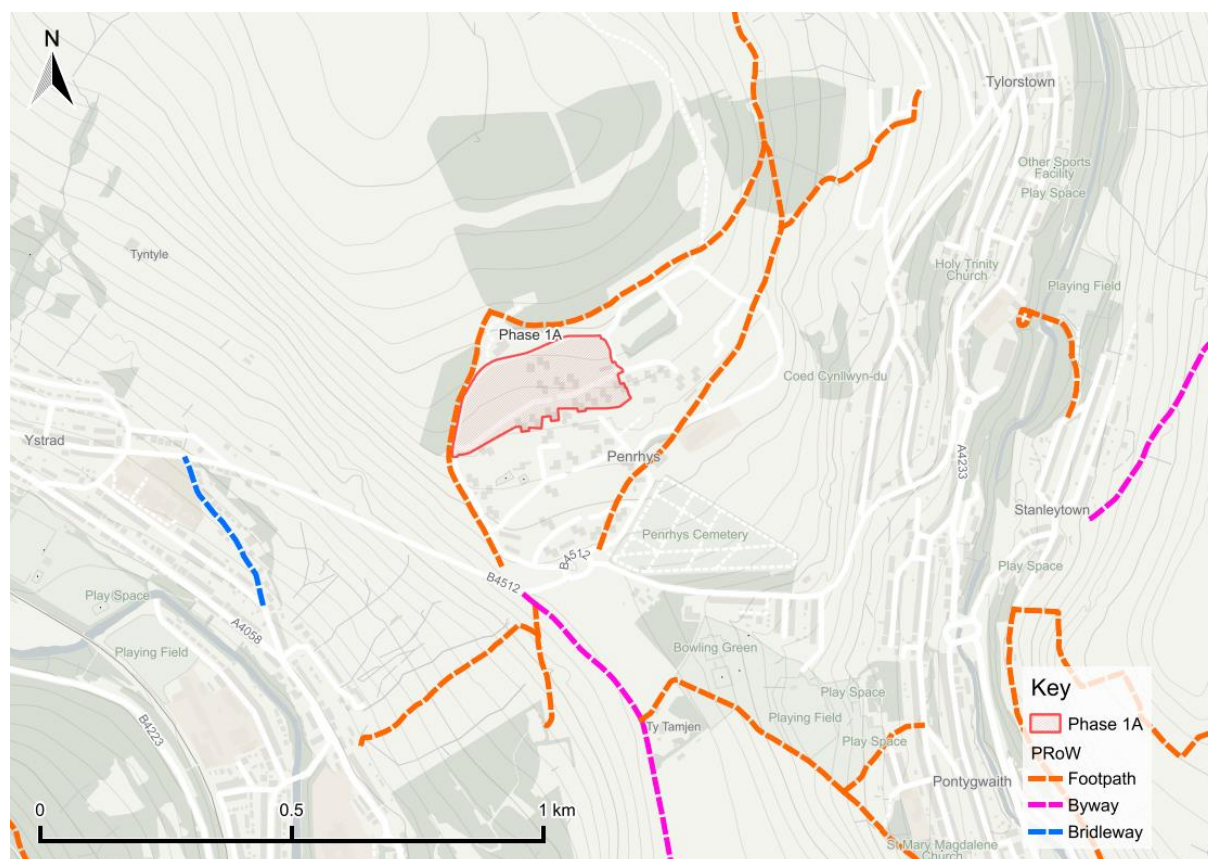 N
Tylorstown
Other Sports
Facility
Play Space
Tyntyle
Holy Trinity
Church
Playing Field
Phase 1A
Coed Cynllwyn-du
Ystrad
Penrhys
A4233
Stanleytown
Penrhys Cemetery
B4512
B4512
Play Space
Play Space
A4058
Playing Field
Bowling Green
B4223
Play Space
Ty Tamjen
Playing Field
Play Space
Pontygwaith
St Mary Magdalene
Church
Key
Phase 1A
PRoW
Footpath
Byway
Bridleway
0
0.5
1 km